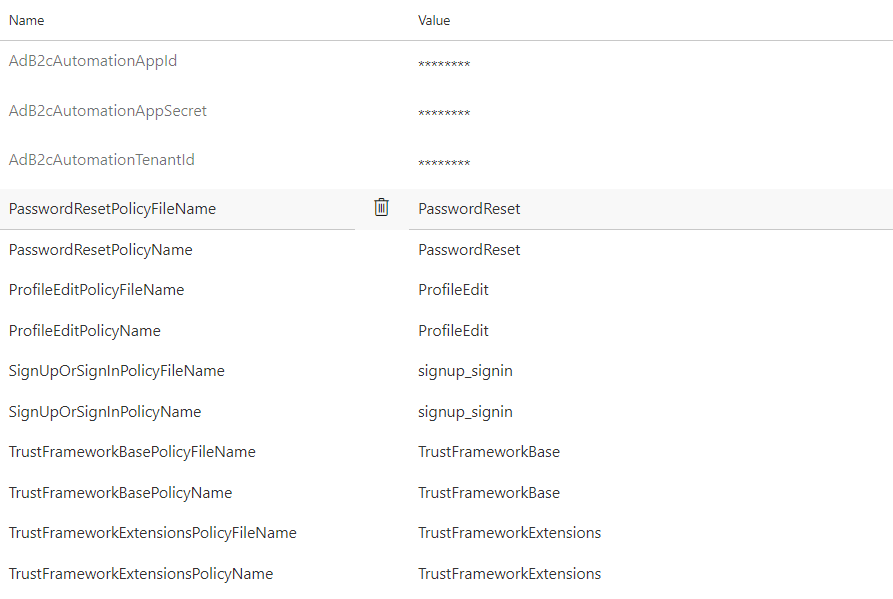 Name Value
AdB2cAutomationAppId ********
AdB2cAutomationAppSecret ********
AdB2cAutomationTenantId ********
PasswordResetPolicyFileName PasswordReset
PasswordResetPolicyName PasswordReset
ProfileEditPolicyFileName ProfileEdit
ProfileEditPolicyName ProfileEdit
SignUpOrSignInPolicyFileName signup_signin
SignUpOrSignInPolicyName signup_signin
TrustFrameworkBasePolicyFileName TrustFrameworkBase
TrustFrameworkBasePolicyName TrustFrameworkBase
TrustFrameworkExtensionsPolicyFileName TrustFrameworkExtensions
TrustFrameworkExtensionsPolicyName TrustFrameworkExtensions